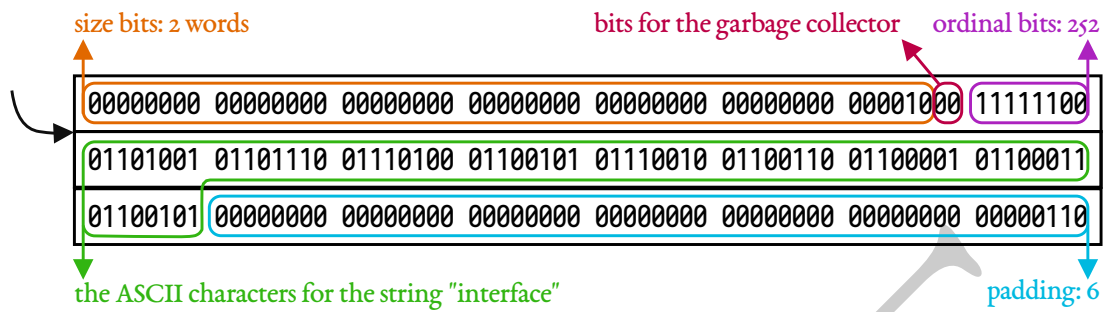 size bits: 2 words
bits for the garbage collector
ordinal bits: 252
00000000 00000000 00000000 00000000 00000000 00000000 00001000 11111100
01101001 01101110 01110100 01100101 01110010 01100110 01100001 01100011
01100101 00000000 00000000 00000000 00000000 00000000 00000000 00000110
the ASCII characters for the string "interface"
padding: 6